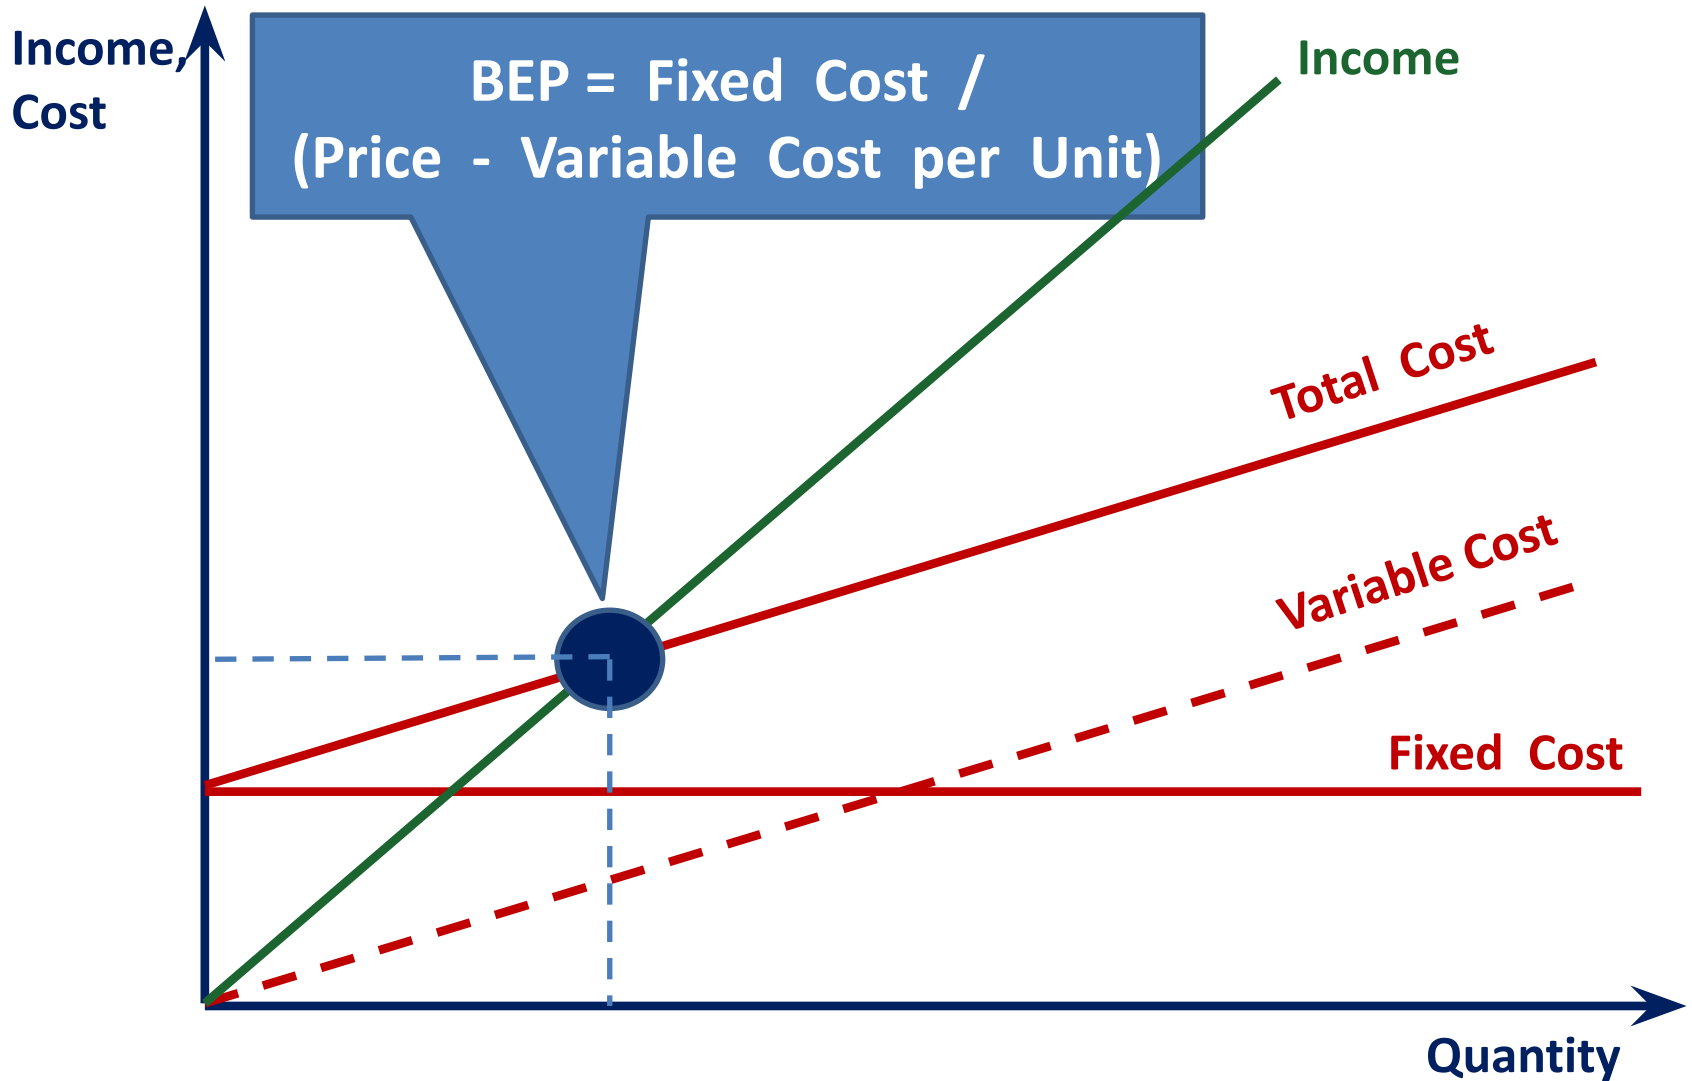 Income,
Cost
BEP = Fixed Cost /
(Price - Variable Cost per Unit)
Income
Total Cost
Variable Cost
Fixed Cost
Quantity